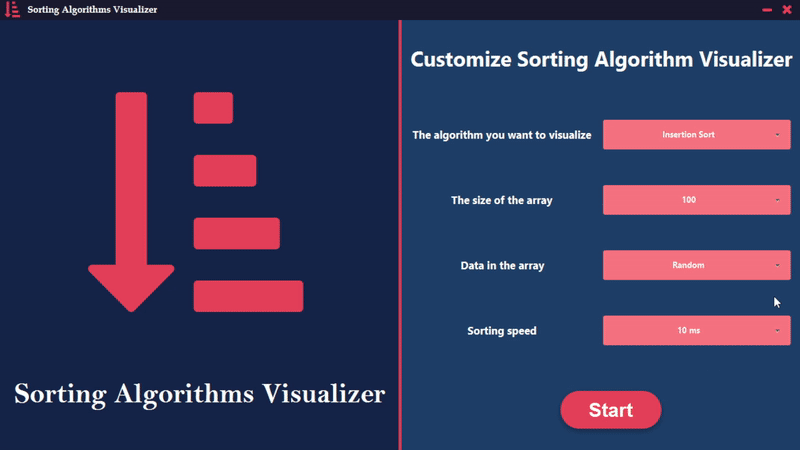 Sorting Algorithms Visualizer
Sorting Algorithms Visualizer
Customize Sorting Algorithm Visualizer
The algorithm you want to visualize
Insertion Sort
The size of the array
100
Data in the array
Random
Sorting speed
10 ms
Start